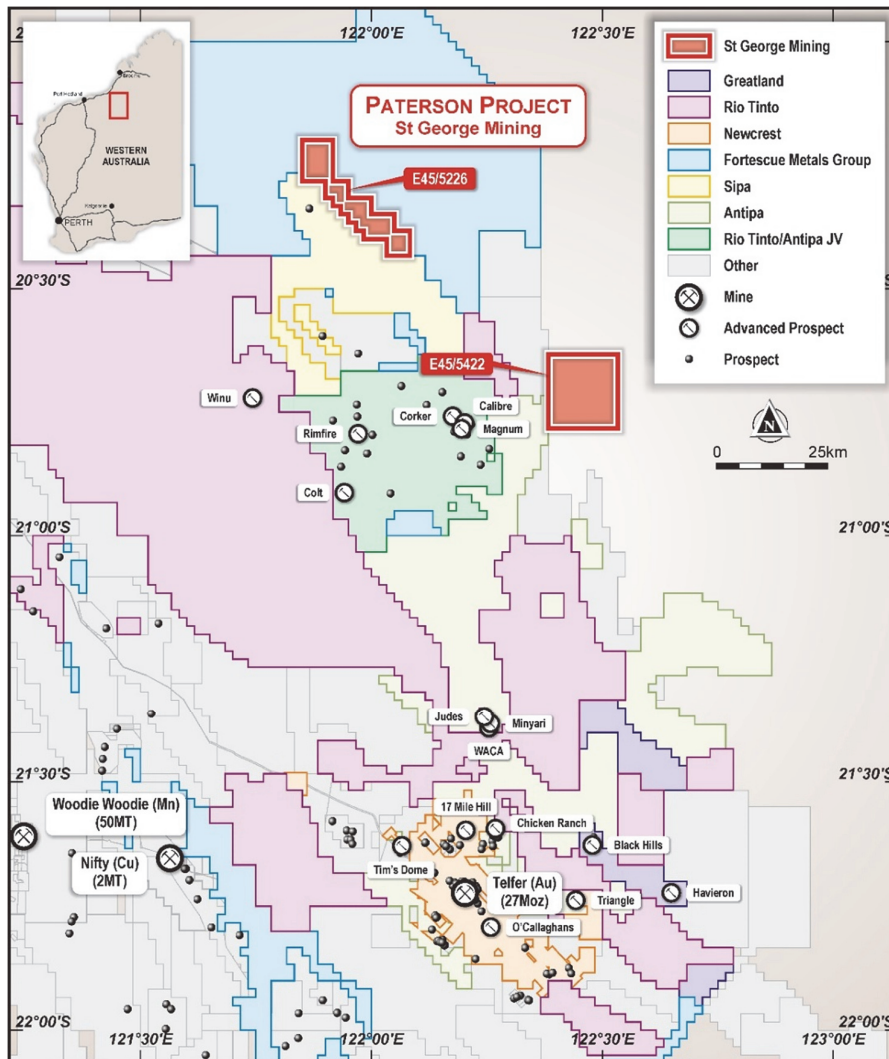 122°00'E
122°30'E
20°00'S
WESTERN
AUSTRALIA
PERTH
PATERSON PROJECT
St George Mining
E45/5226
St George Mining
Greatland
Rio Tinto
Newcrest
Fortescue Metals Group
Sipa
Antipa
Rio Tinto/Antipa JV
Other
Mine
Advanced Prospect
Prospect
N
0 25km
20°30'S
E45/5422
Winu
Corker
Calibre
Magnum
Rimfire
Colt
21°00'S
21°00'S
Judes
Minyari
WACA
21°30'S
21°30'S
Woodie Woodie (Mn)
(50MT)
Nifty (Cu)
(2MT)
17 Mile Hill
Chicken Ranch
Tim's Dome
Black Hills
Telfer (Au)
(27Moz)
Triangle
Havieron
O'Callaghans
22°00'S
22°00'S
121°30'E
122°00'E
122°30'E
123°00'E